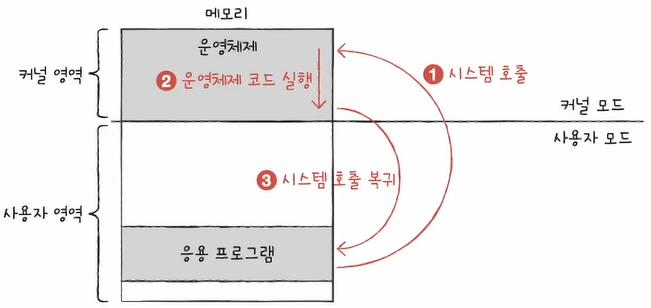 메모리
운영체제
커널 영역
② 운영체제 코드 실행
① 시스템 호출
커널 모드
사용자 모드
③ 시스템 호출 복귀
사용자 영역
응용 프로그램